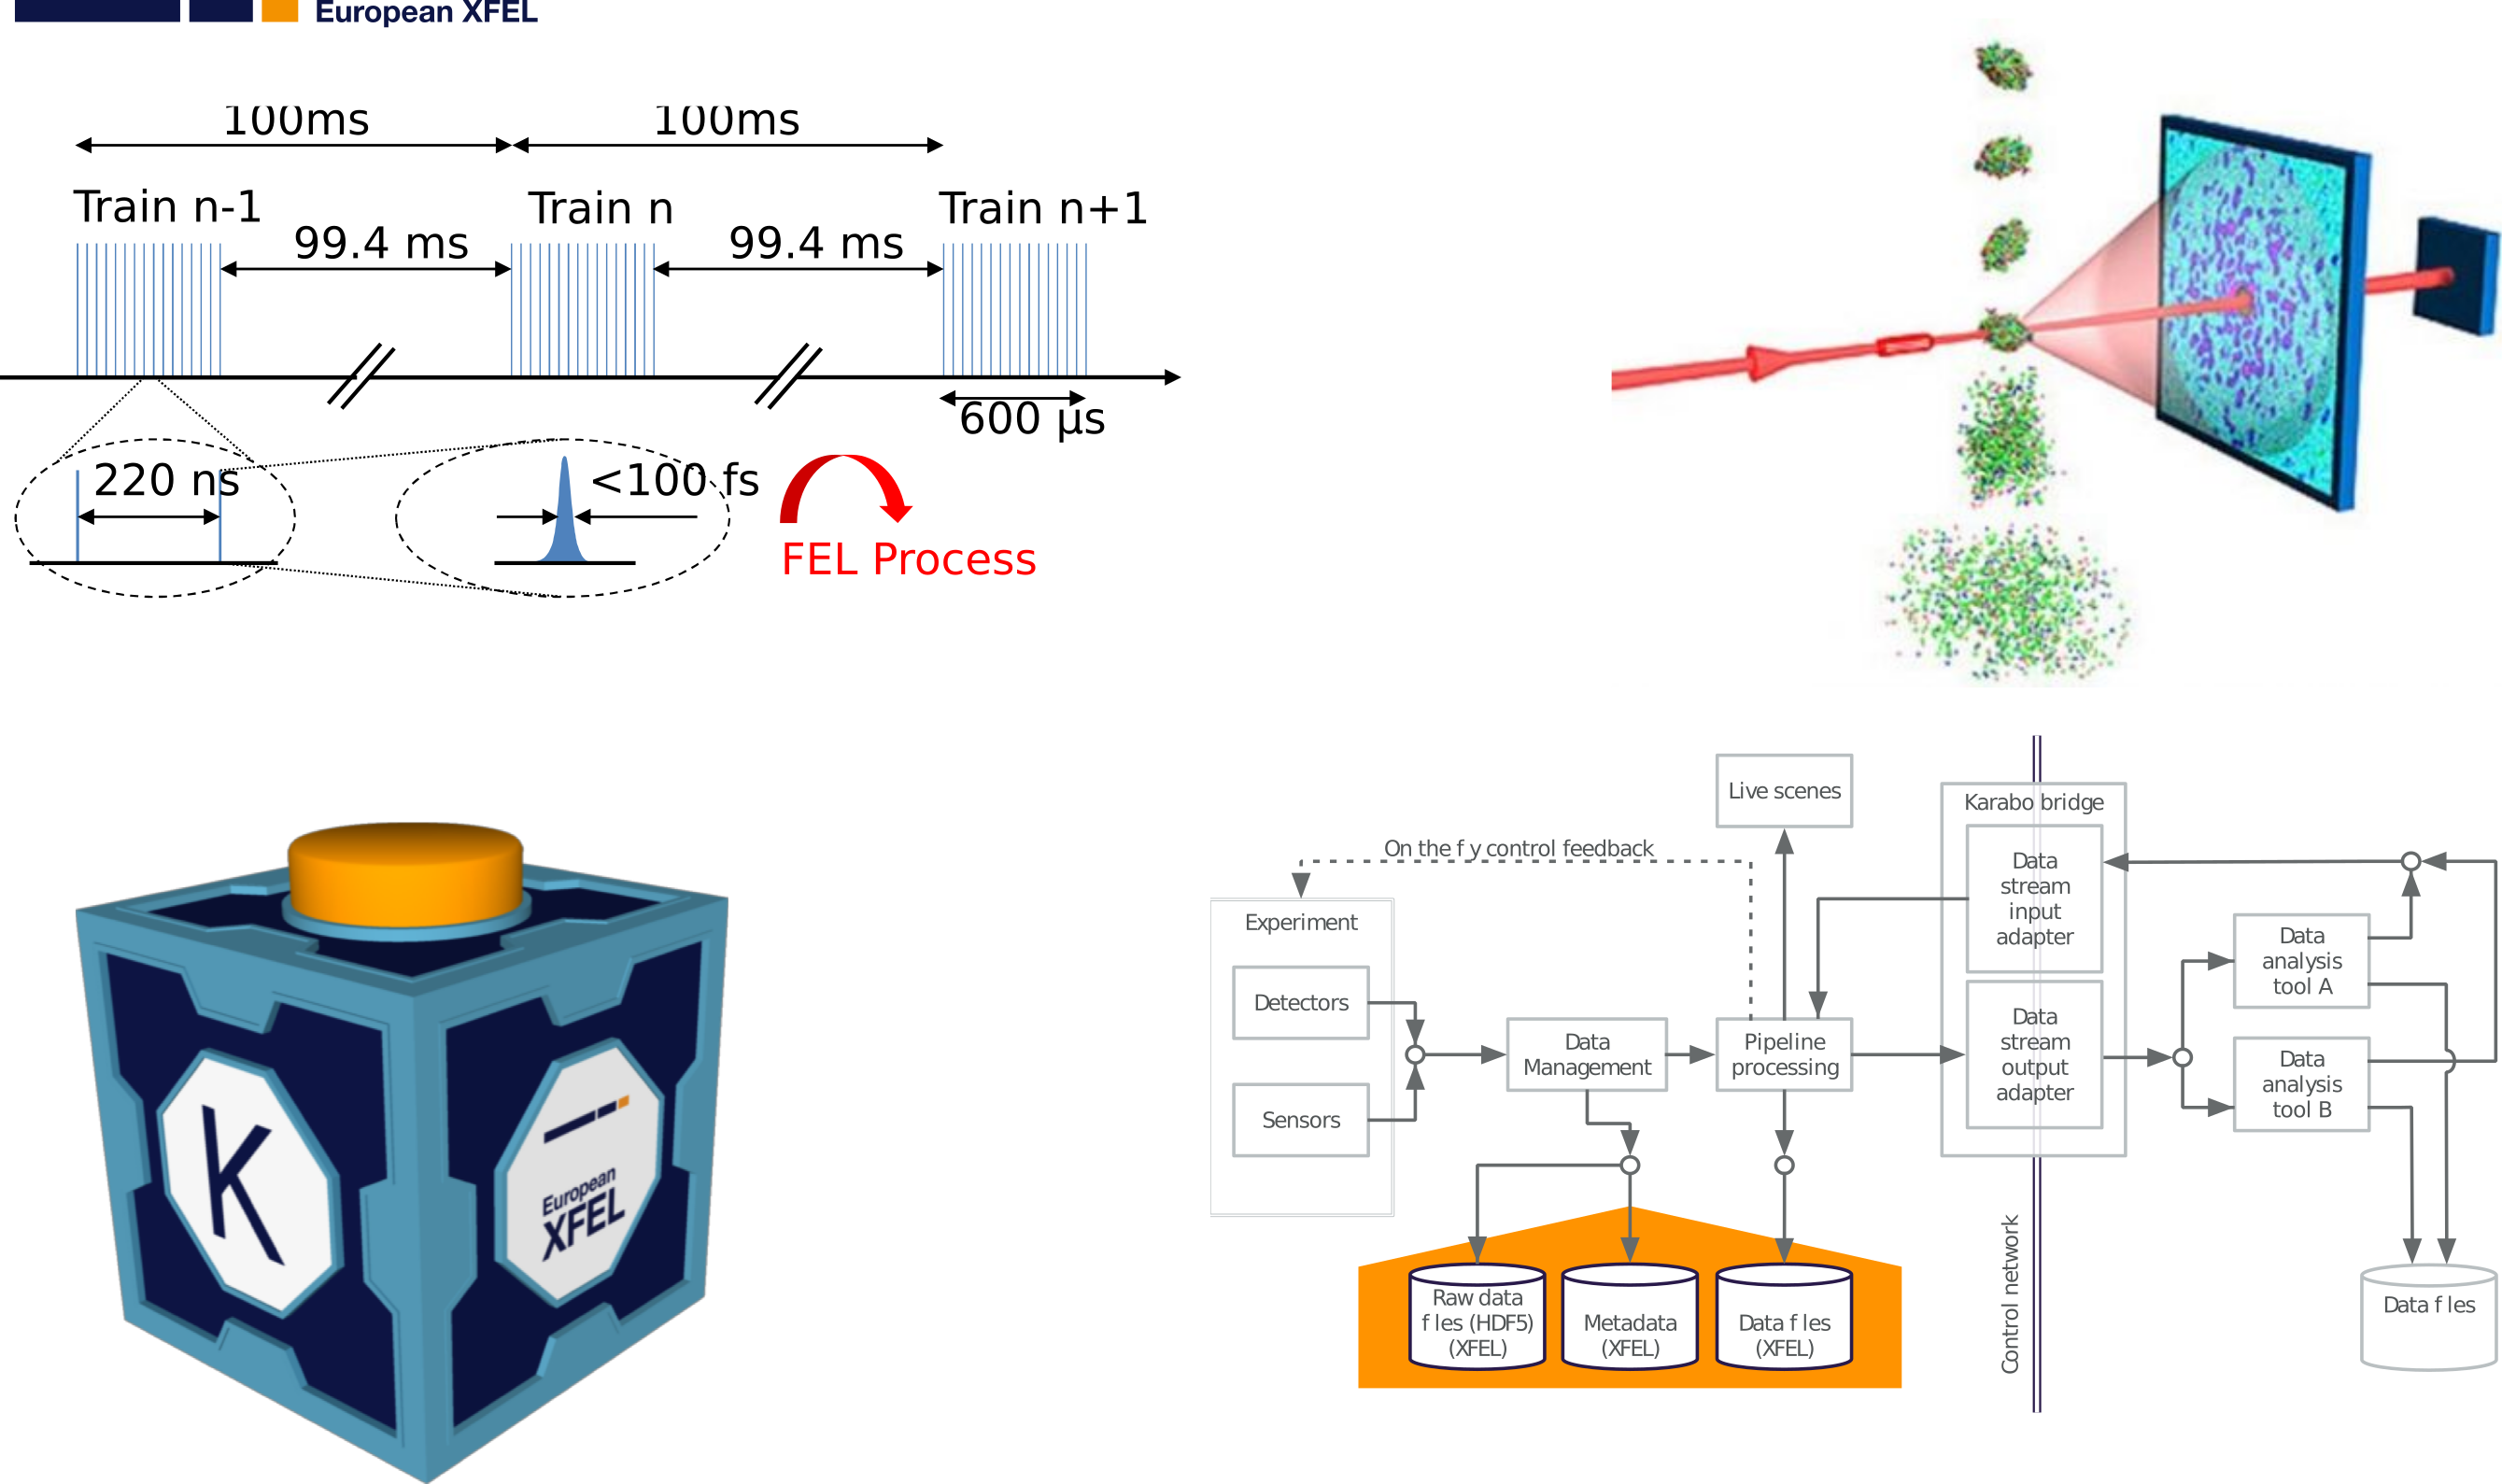 European XFEL
100ms
100ms
Train n-1
Train n
Train n+1
99.4 ms
99.4 ms
600 µs
220 ns
<100 fs
FEL Process
K
European
XFEL
Live scenes
Karabo bridge
On the f y control feedback
Data
stream
input
adapter
Experiment
Data
analysis
tool A
Detectors
Data
Management
Pipeline
processing
Data
stream
output
adapter
Data
analysis
tool B
Sensors
Control network
Raw data
f les (HDF5)
(XFEL)
Metadata
(XFEL)
Data f les
(XFEL)
Data f les